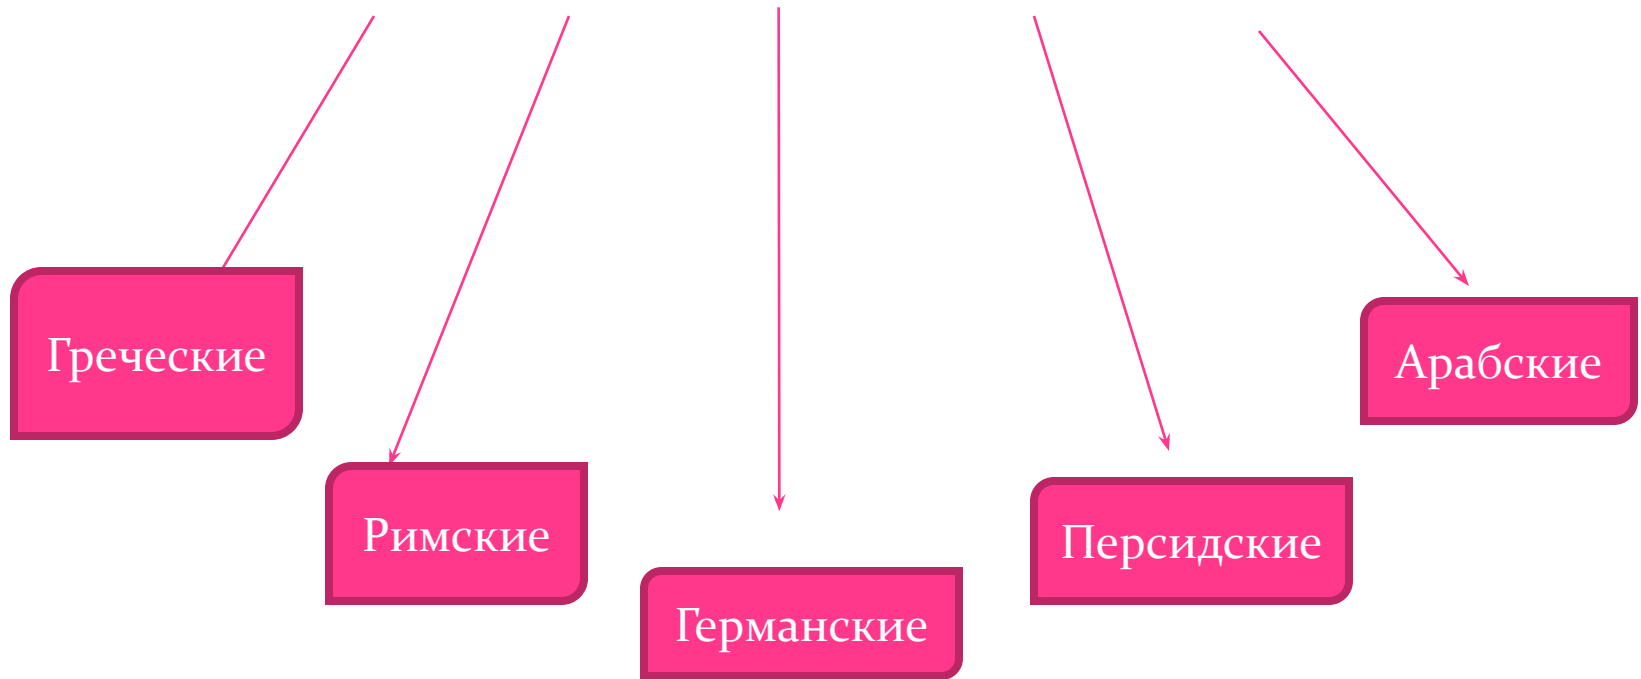 Греческие
Римские
Германские
Персидские
Арабские